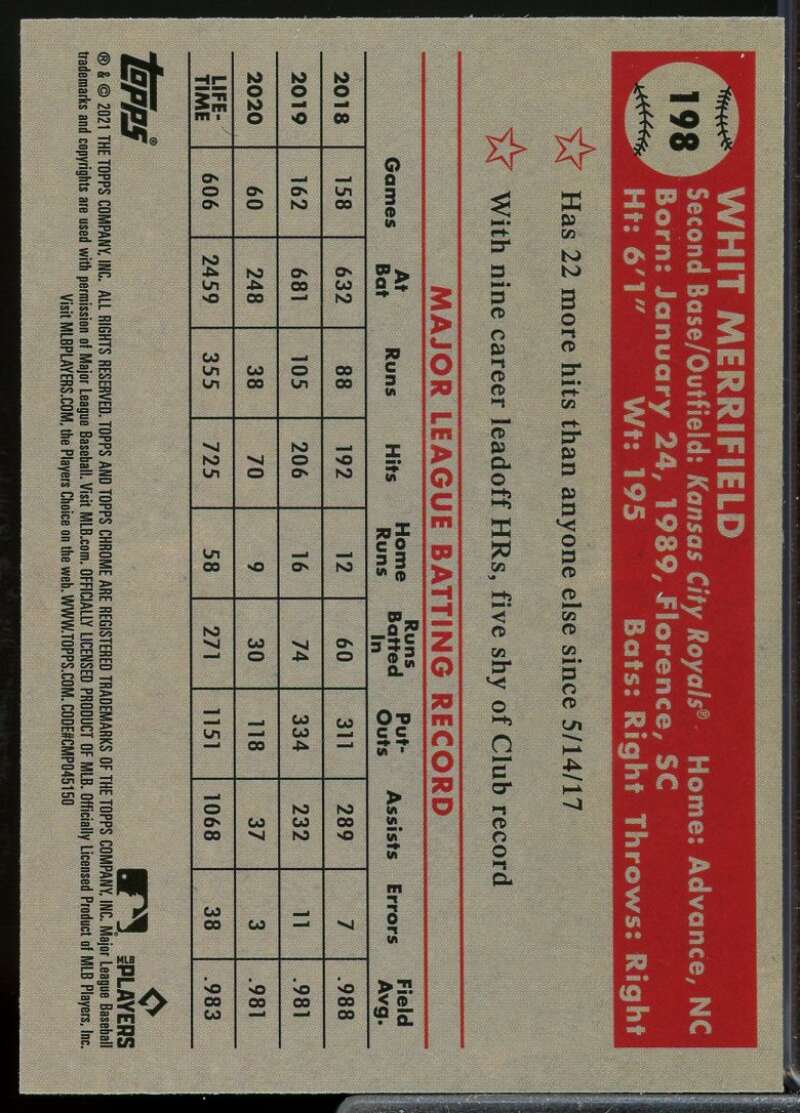 198
WHIT MERRIFIELD
Second Base/Outfield: Kansas City Royals® Home: Advance, NC
Born: January 24, 1989, Florence, SC
Ht: 6'1" Wt: 195 Bats: Right Throws: Right
Has 22 more hits than anyone else since 5/14/17
With nine career leadoff HRs, five shy of Club record
MAJOR LEAGUE BATTING RECORD
Games At Bat Runs Hits Home Runs Runs Batted In Put-Outs Assists Errors Field Avg.
2018 158 632 88 192 12 60 311 289 7 .988
2019 162 681 105 206 16 74 334 232 11 .981
2020 60 248 38 70 9 30 118 37 3 .981
LIFE-TIME 606 2459 355 725 58 271 1151 1068 38 .983
topps®
MLB PLAYERS
® & © 2021 THE TOPPS COMPANY, INC. ALL RIGHTS RESERVED. TOPPS AND TOPPS CHROME ARE REGISTERED TRADEMARKS OF THE TOPPS COMPANY, INC. Major League Baseball
trademarks and copyrights are used with permission of Major League Baseball. Visit MLB.com. OFFICIALLY LICENSED PRODUCT OF MLB. Officially Licensed Product of MLB Players, Inc.
Visit MLBPLAYERS.COM, the Players Choice on the web. WWW.TOPPS.COM. CODE#CMP045150